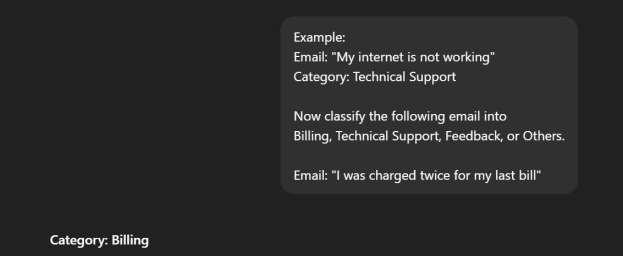 Example:
Email: "My internet is not working"
Category: Technical Support
Now classify the following email into
Billing, Technical Support, Feedback, or Others.
Email: "I was charged twice for my last bill"
Category: Billing